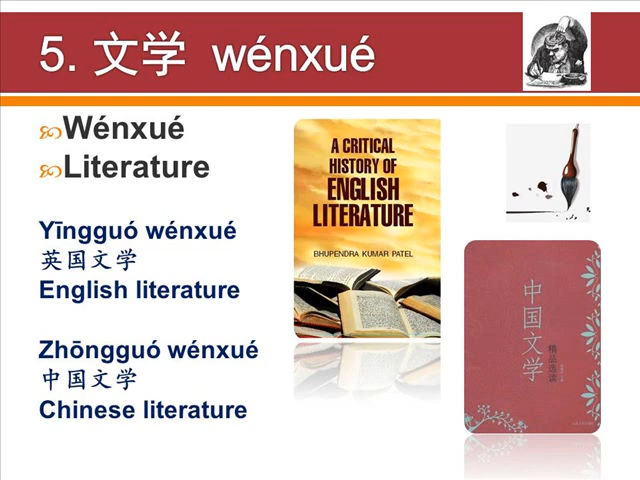 5. 文学 wénxué
Wénxué
Literature
Yīngguó wénxué
英国文学
English literature
Zhōngguó wénxué
中国文学
Chinese literature
A CRITICAL
HISTORY OF
ENGLISH
LITERATURE
BHUPENDRA KUMAR PATEL
中国文学
精品选读